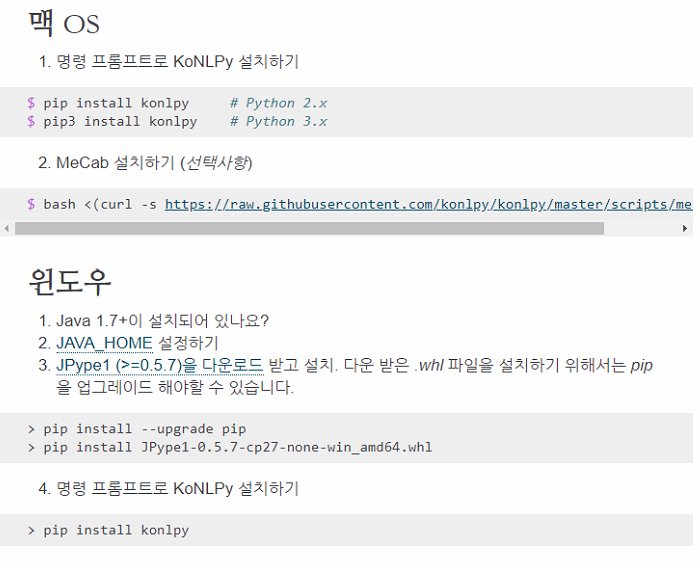 맥 OS
1. 명령 프롬프트로 KoNLPy 설치하기
$ pip install konlpy     # Python 2.x
$ pip3 install konlpy    # Python 3.x
2. MeCab 설치하기 (선택사항)
$ bash <(curl -s https://raw.githubusercontent.com/konlpy/konlpy/master/scripts/me
윈도우
1. Java 1.7+이 설치되어 있나요?
2. JAVA_HOME 설정하기
3. JPype1 (>=0.5.7)을 다운로드 받고 설치. 다운 받은 .whl 파일을 설치하기 위해서는 pip
을 업그레이드 해야할 수 있습니다.
> pip install --upgrade pip
> pip install JPype1-0.5.7-cp27-none-win_amd64.whl
4. 명령 프롬프트로 KoNLPy 설치하기
> pip install konlpy